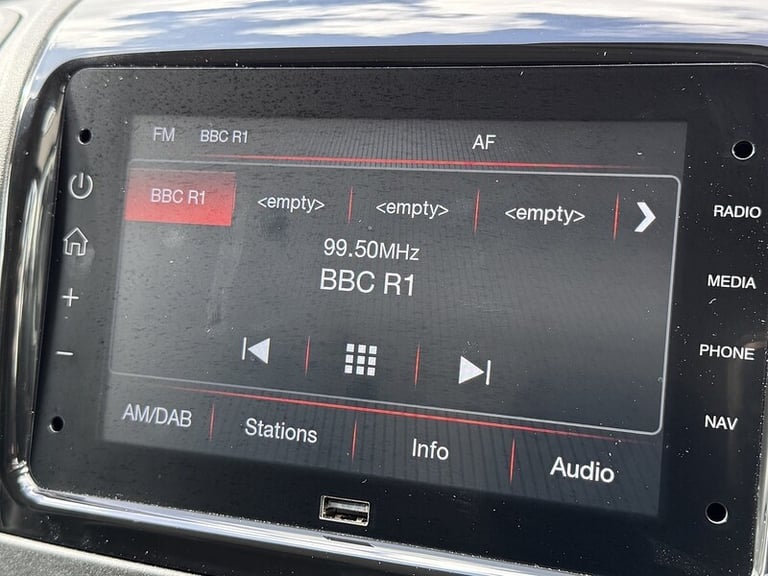 FM BBC R1 AF
BBC R1 <empty> <empty> <empty>
99.50MHz
BBC R1
AM/DAB Stations Info Audio
RADIO
MEDIA
PHONE
NAV